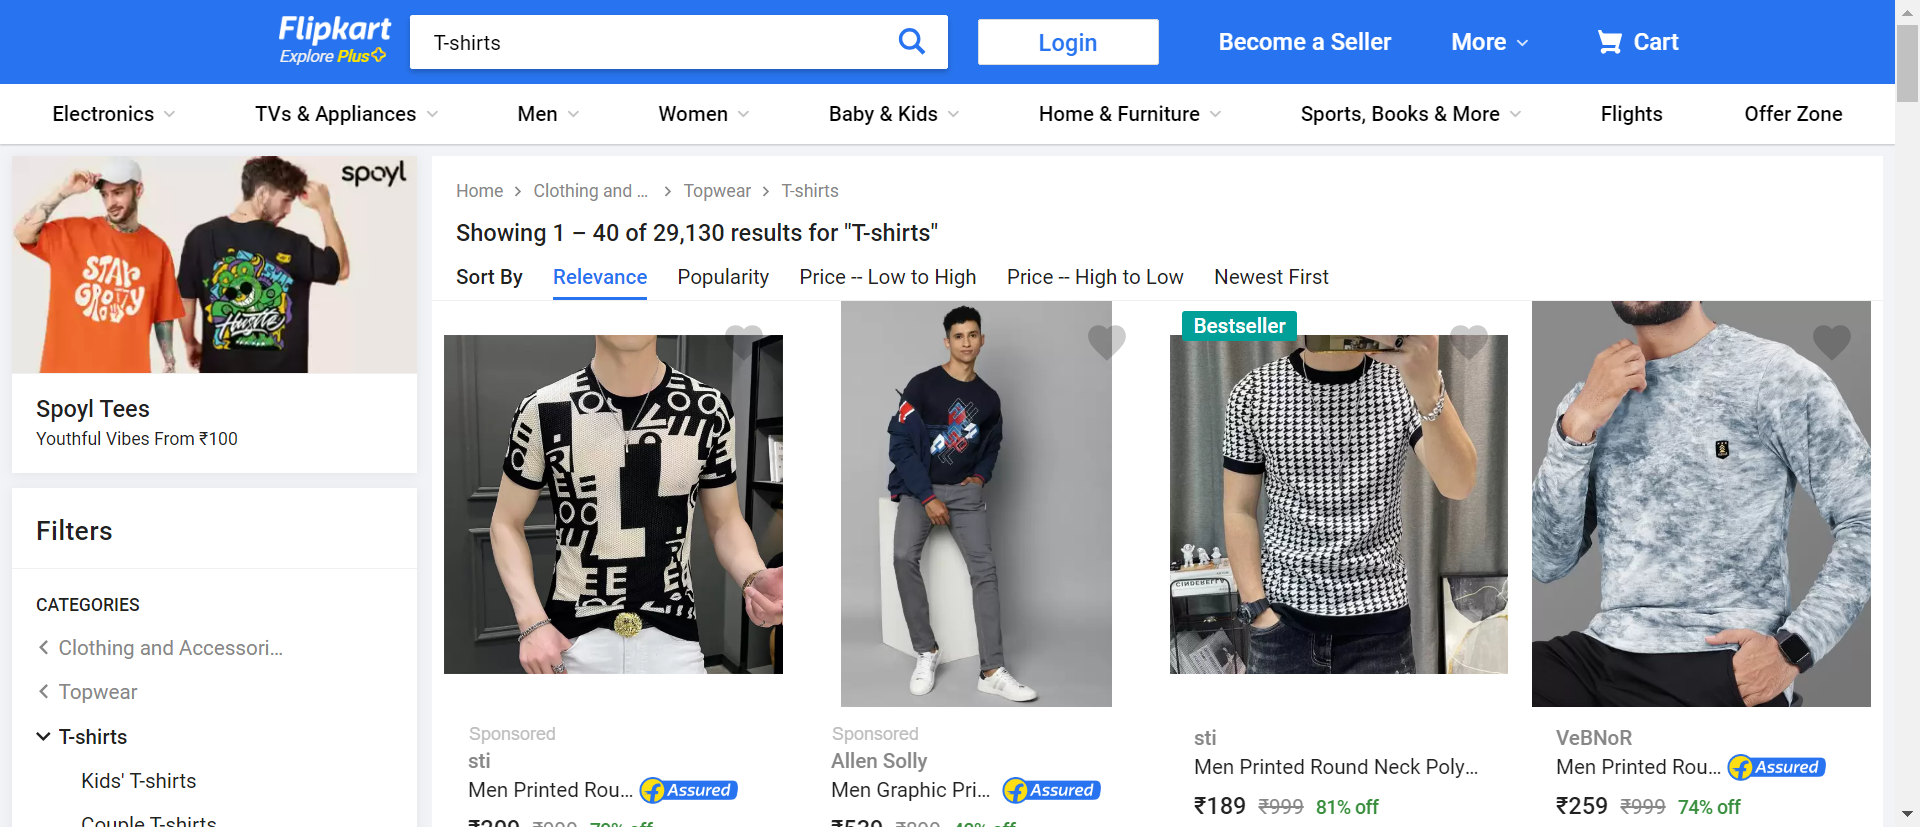 Flipkart
Explore Plus
T-shirts
Login
Become a Seller
More
Cart
Electronics
TVs & Appliances
Men
Women
Baby & Kids
Home & Furniture
Sports, Books & More
Flights
Offer Zone
spoyl
STAY
GROOVY
Hustle
Spoyl Tees
Youthful Vibes From ₹100
Filters
CATEGORIES
Clothing and Accessori...
Topwear
T-shirts
Kids' T-shirts
Couple T-shirts
Home > Clothing and ... > Topwear > T-shirts
Showing 1 – 40 of 29,130 results for "T-shirts"
Sort By
Relevance
Popularity
Price -- Low to High
Price -- High to Low
Newest First
Sponsored
sti
Men Printed Rou...
Assured
Sponsored
Allen Solly
Men Graphic Pri...
Assured
Bestseller
CINDERELLA
sti
Men Printed Round Neck Poly...
₹189 ₹999 81% off
VeBNoR
Men Printed Rou...
Assured
₹259 ₹999 74% off